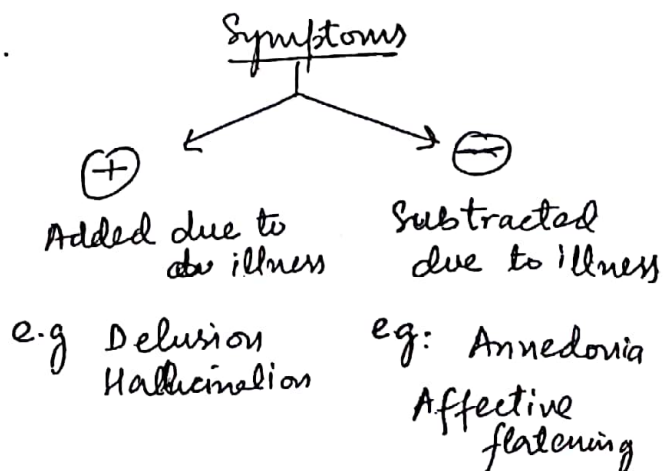 Symptoms
+
−
Added due to
illness
Subtracted
due to illness
e.g Delusion
Hallucination
eg: Annedonia
Affective
flatening